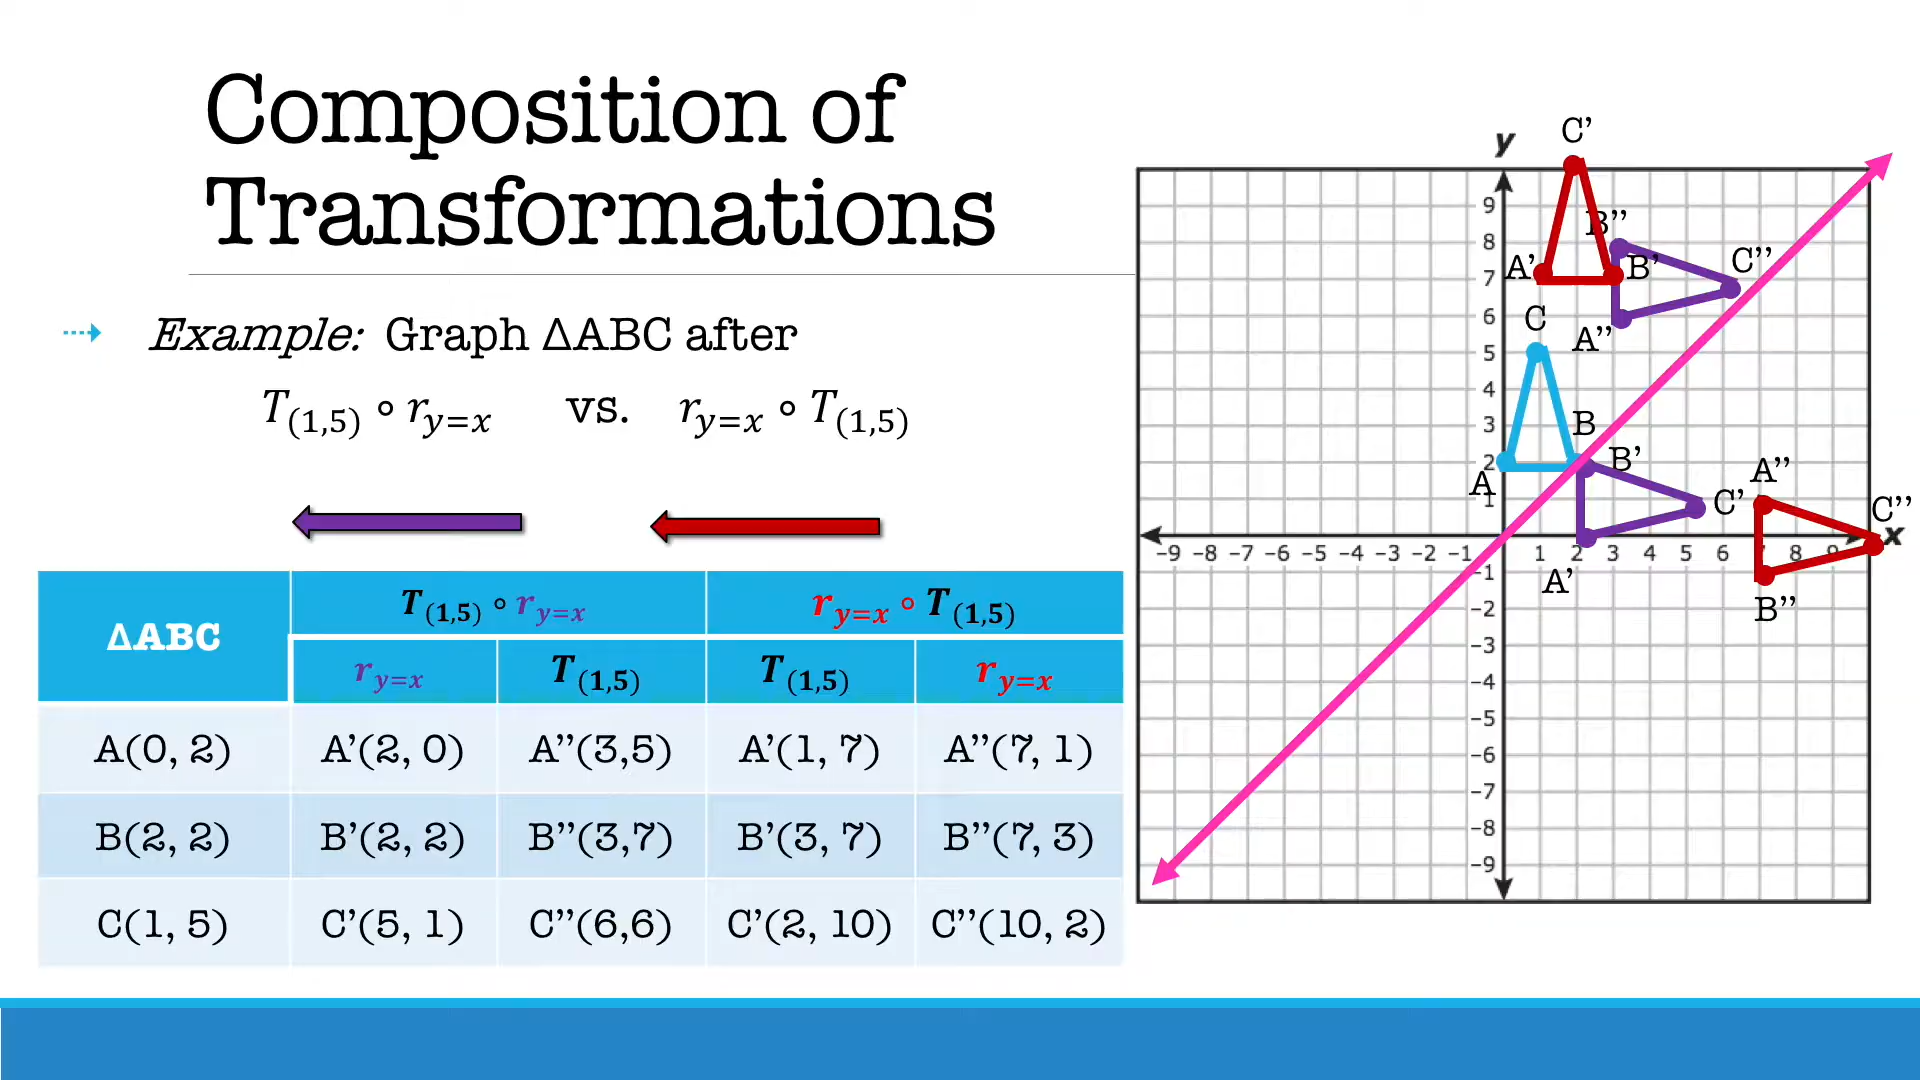 Composition of
Transformations
Example: Graph ΔABC after
T(1,5) ∘ r y=x vs. r y=x ∘ T(1,5)
ΔABC
T(1,5) ∘ r y=x
r y=x ∘ T(1,5)
r y=x
T(1,5)
T(1,5)
r y=x
A(0, 2) A’(2, 0) A”(3,5) A’(1, 7) A”(7, 1)
B(2, 2) B’(2, 2) B”(3,7) B’(3, 7) B”(7, 3)
C(1, 5) C’(5, 1) C”(6,6) C’(2, 10) C”(10, 2)
C’
y
9
B”
8
C”
A’ B’
7
6
C
A”
5
4
3
B
2
B’
A”
A
1
C’
C”
x
-9 -8 -7 -6 -5 -4 -3 -2 -1 1 2 3 4 5 6 8 9
A’
-1
B”
-2
-3
-4
-5
-6
-7
-8
-9